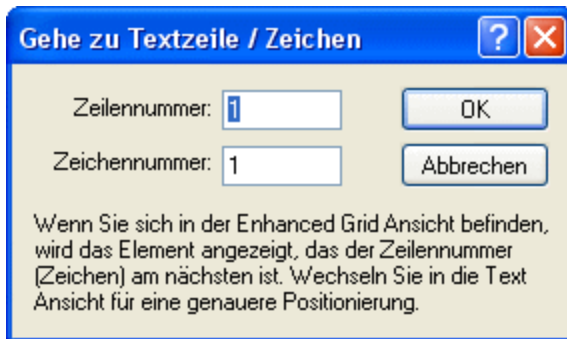 Gehe zu Textzeile / Zeichen
Zeilennummer: 1 OK
Zeichennummer: 1 Abbrechen
Wenn Sie sich in der Enhanced Grid Ansicht befinden,
wird das Element angezeigt, das der Zeilennummer
(Zeichen) am nächsten ist. Wechseln Sie in die Text
Ansicht für eine genauere Positionierung.